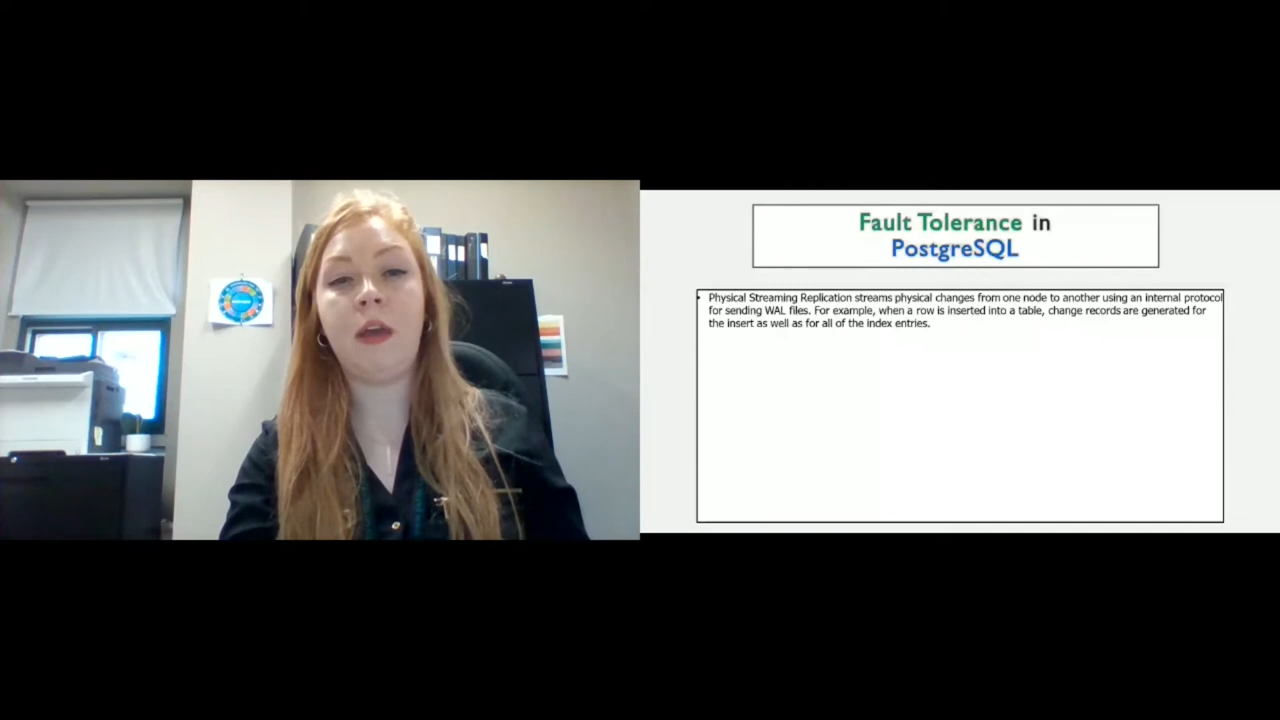 Fault Tolerance in
PostgreSQL
• Physical Streaming Replication streams physical changes from one node to another using an internal protocol
for sending WAL files. For example, when a row is inserted into a table, change records are generated for
the insert as well as for all of the index entries.